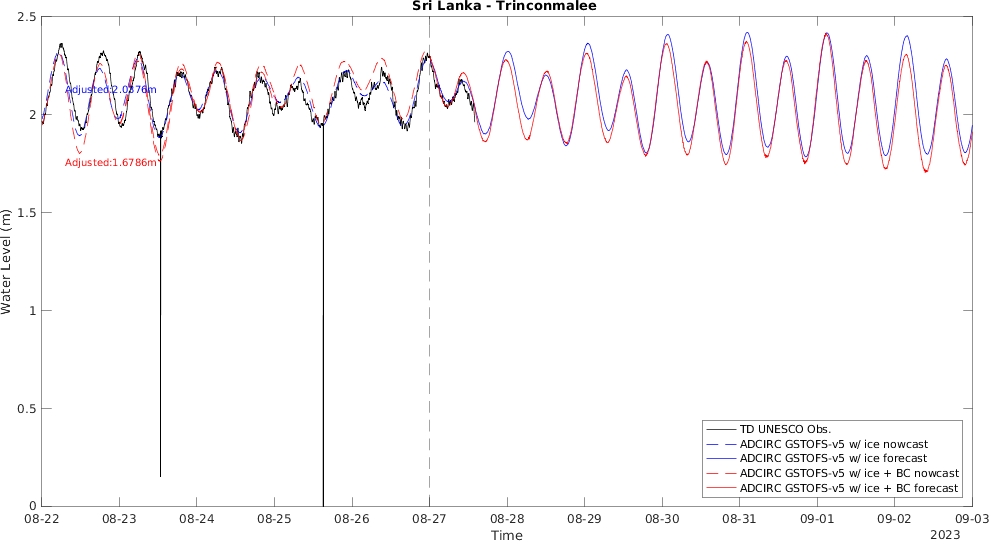 Sri Lanka - Trinconmalee
2.5
2
1.5
1
0.5
0
Water Level (m)
Adjusted:2.0376m
Adjusted:1.6786m
TD UNESCO Obs.
ADCIRC GSTOFS-v5 w/ ice nowcast
ADCIRC GSTOFS-v5 w/ ice forecast
ADCIRC GSTOFS-v5 w/ ice + BC nowcast
ADCIRC GSTOFS-v5 w/ ice + BC forecast
08-22 08-23 08-24 08-25 08-26 08-27 08-28 08-29 08-30 08-31 09-01 09-02 09-03
Time
2023